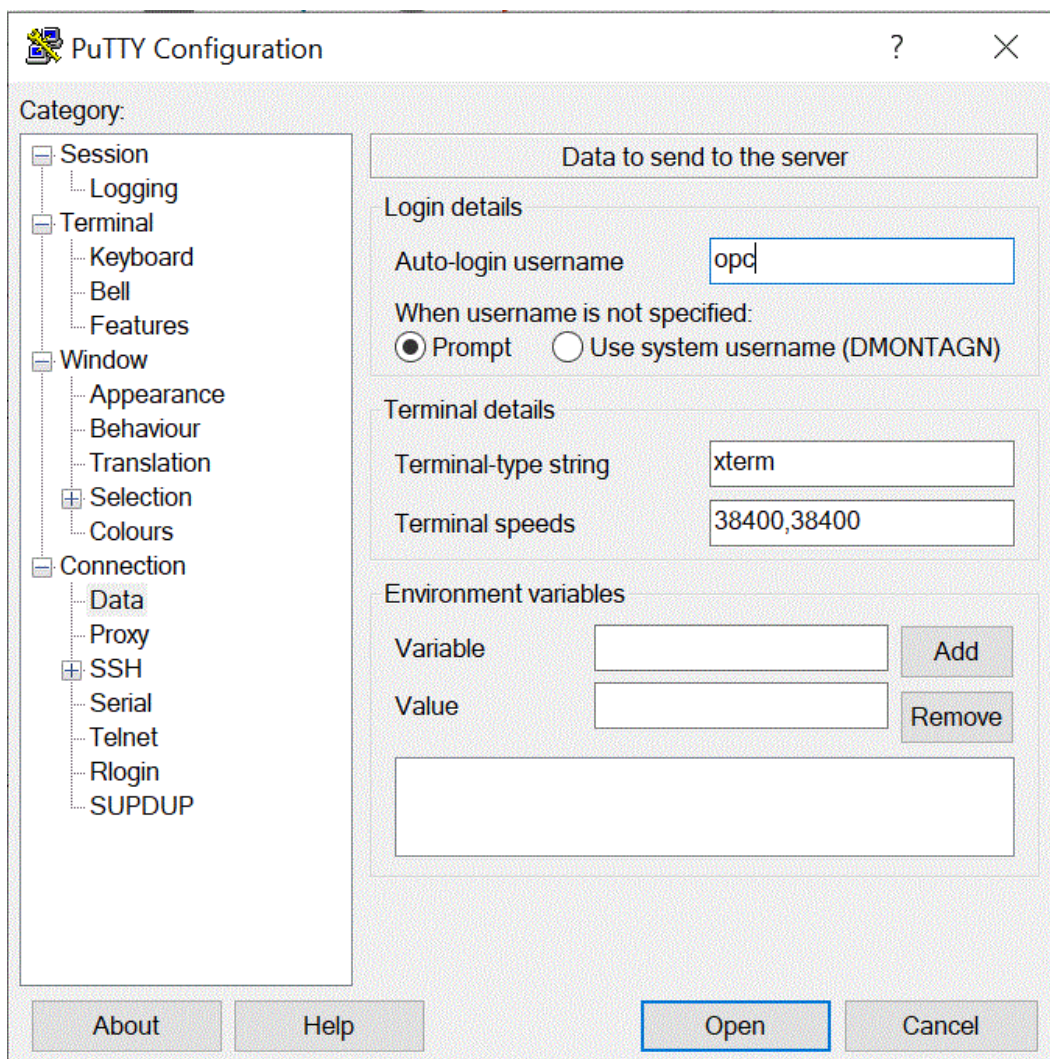 PuTTY Configuration
?
Category:
Session
Logging
Terminal
Keyboard
Bell
Features
Window
Appearance
Behaviour
Translation
Selection
Colours
Connection
Data
Proxy
SSH
Serial
Telnet
Rlogin
SUPDUP
Data to send to the server
Login details
Auto-login username opc
When username is not specified:
Prompt Use system username (DMONTAGN)
Terminal details
Terminal-type string xterm
Terminal speeds 38400,38400
Environment variables
Variable Add
Value Remove
About Help Open Cancel